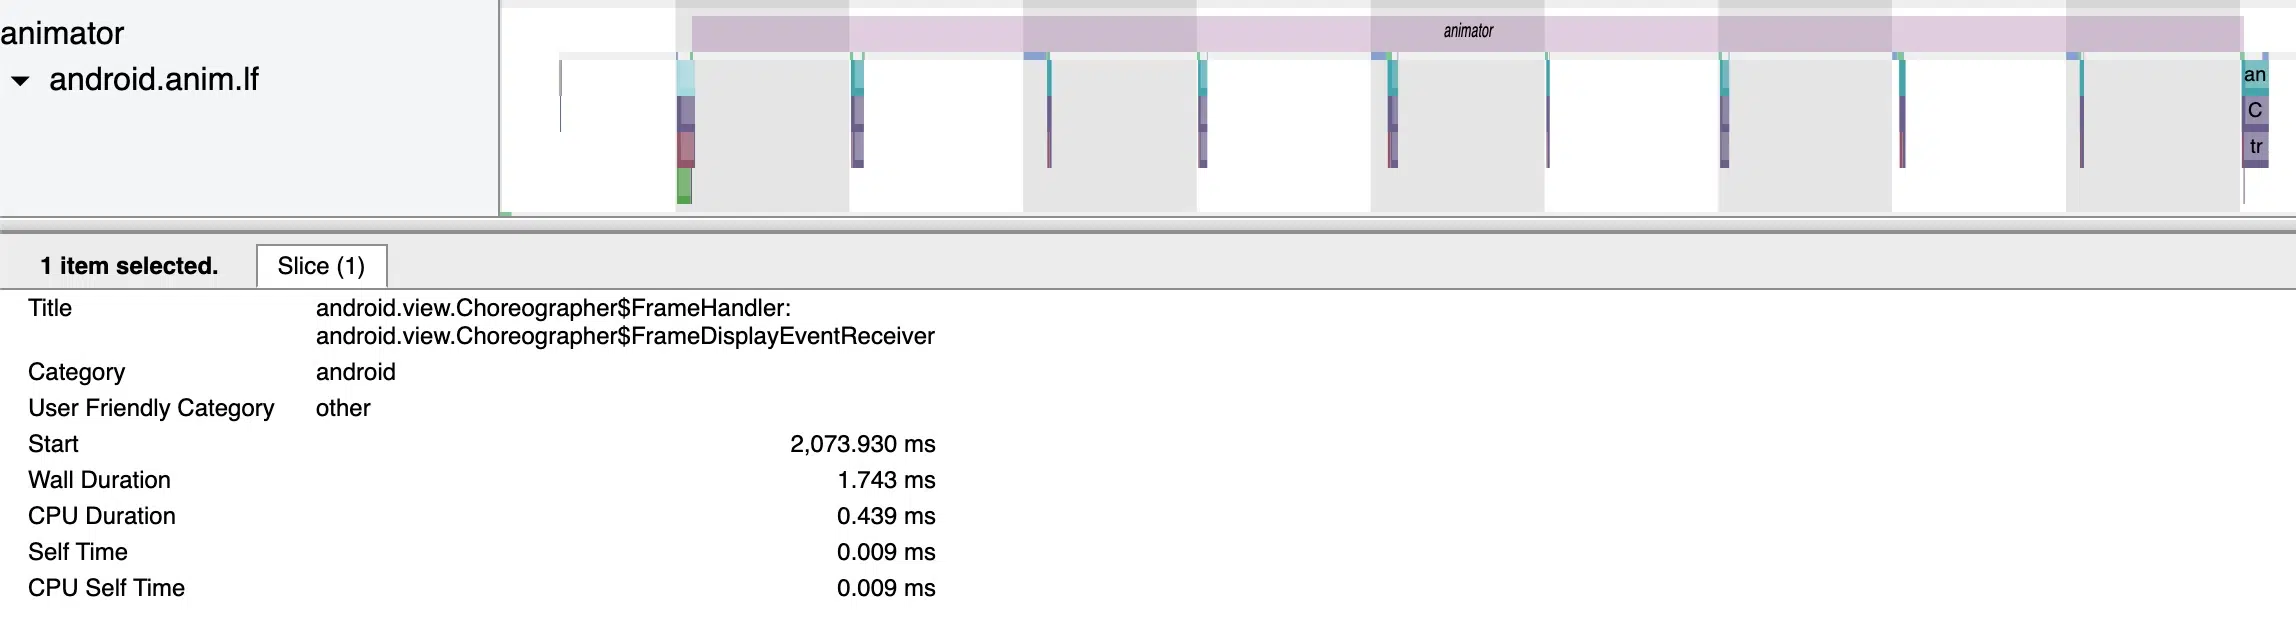 animator
animator
android.anim.lf
an
C
tr
1 item selected.
Slice (1)
Title
android.view.Choreographer$FrameHandler:
android.view.Choreographer$FrameDisplayEventReceiver
Category
android
User Friendly Category
other
Start
2,073.930 ms
Wall Duration
1.743 ms
CPU Duration
0.439 ms
Self Time
0.009 ms
CPU Self Time
0.009 ms